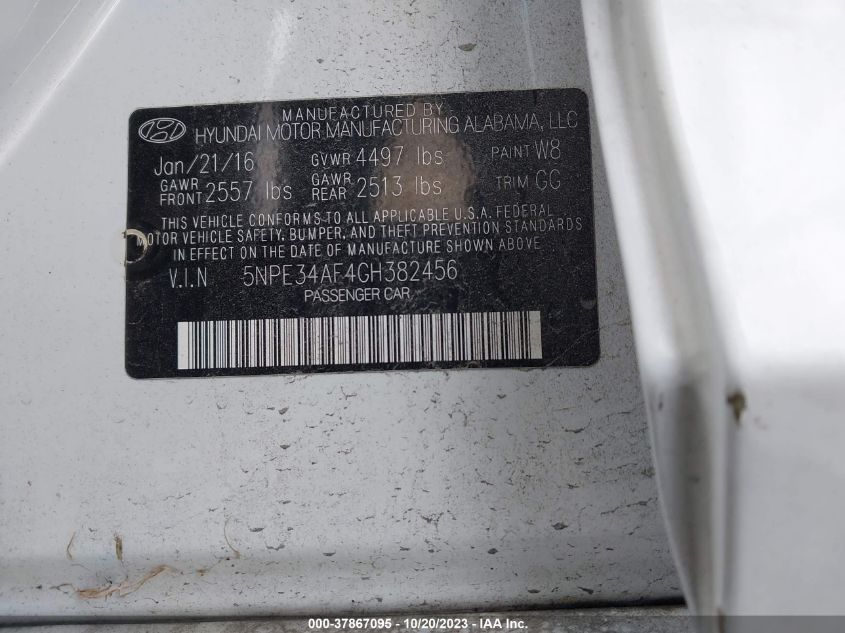 MANUFACTURED BY
HYUNDAI MOTOR MANUFACTURING ALABAMA, LLC
Jan/21/16 GVWR 4497 lbs PAINT W8
GAWR FRONT 2557 lbs GAWR REAR 2513 lbs TRIM GG
THIS VEHICLE CONFORMS TO ALL APPLICABLE U.S.A. FEDERAL
MOTOR VEHICLE SAFETY, BUMPER, AND THEFT PREVENTION STANDARDS
IN EFFECT ON THE DATE OF MANUFACTURE SHOWN ABOVE
V.I.N 5NPE34AF4GH382456
PASSENGER CAR
000-37867095 - 10/20/2023 - © IAA Inc.